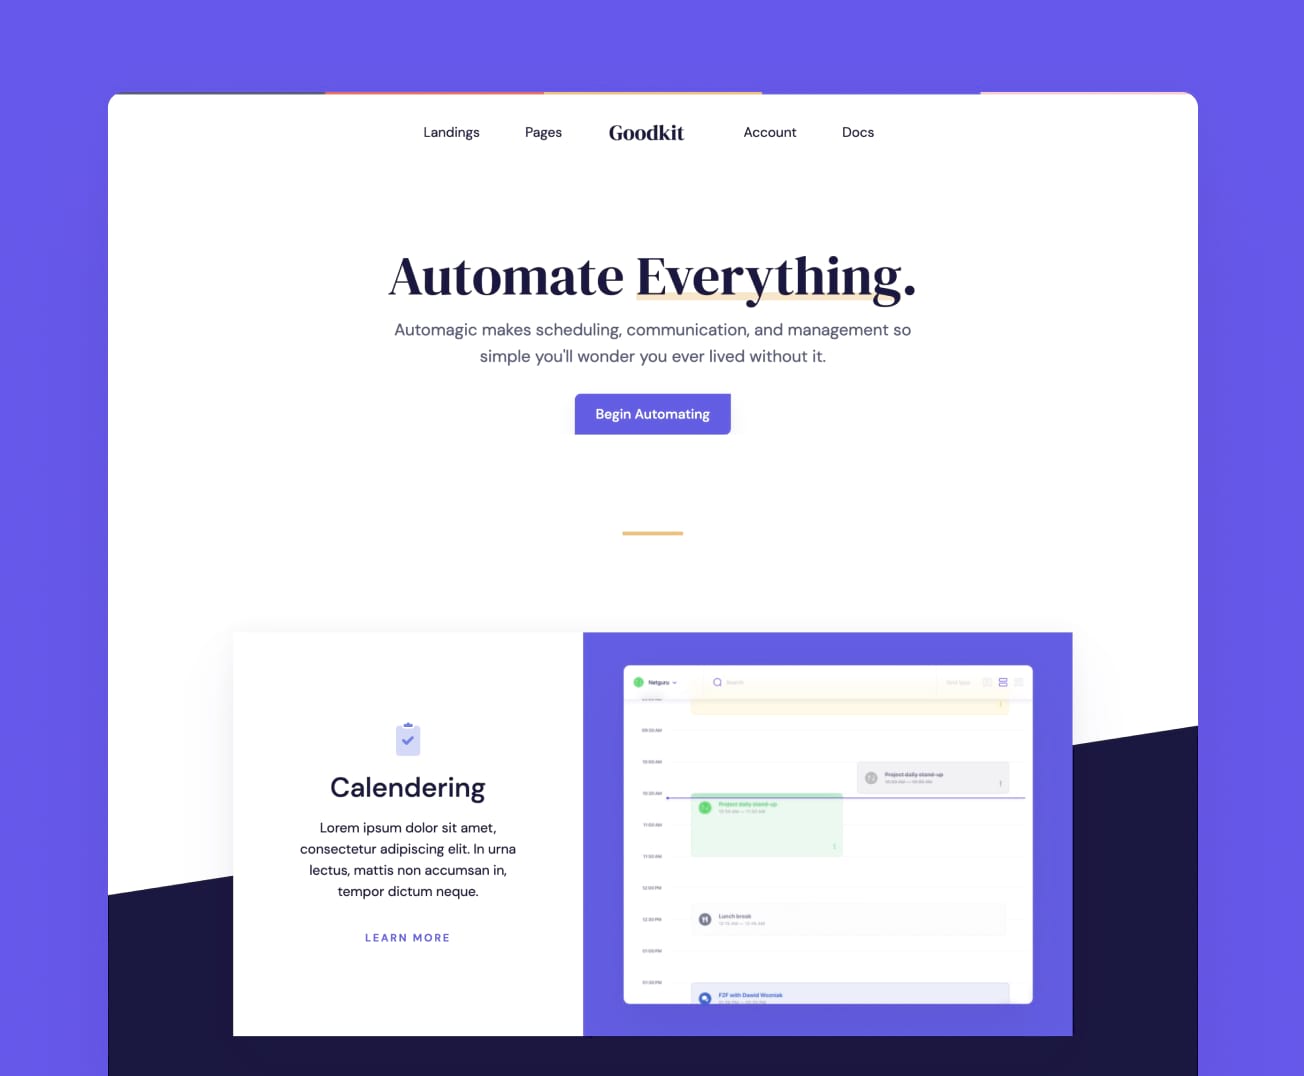 Landings Pages Goodkit Account Docs
Automate Everything.
Automagic makes scheduling, communication, and management so
simple you'll wonder you ever lived without it.
Begin Automating
Calendering
Lorem ipsum dolor sit amet,
consectetur adipiscing elit. In urna
lectus, mattis non accumsan in,
tempor dictum neque.
LEARN MORE
Netguru Search
09:30 AM
10:00 AM
Project daily stand-up
10:30 AM
Project daily stand-up
11:00 AM
11:30 AM
12:00 PM
Lunch break
12:30 PM
01:00 PM
01:30 PM
F2F with Dawid Wozniak